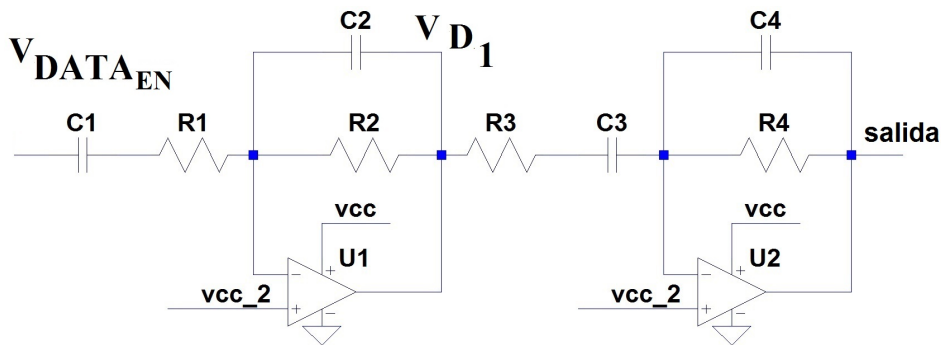 V DATA EN
C1
R1
C2
R2
V D 1
R3
C3
C4
R4
salida
vcc
U1
vcc_2
vcc
U2
vcc_2